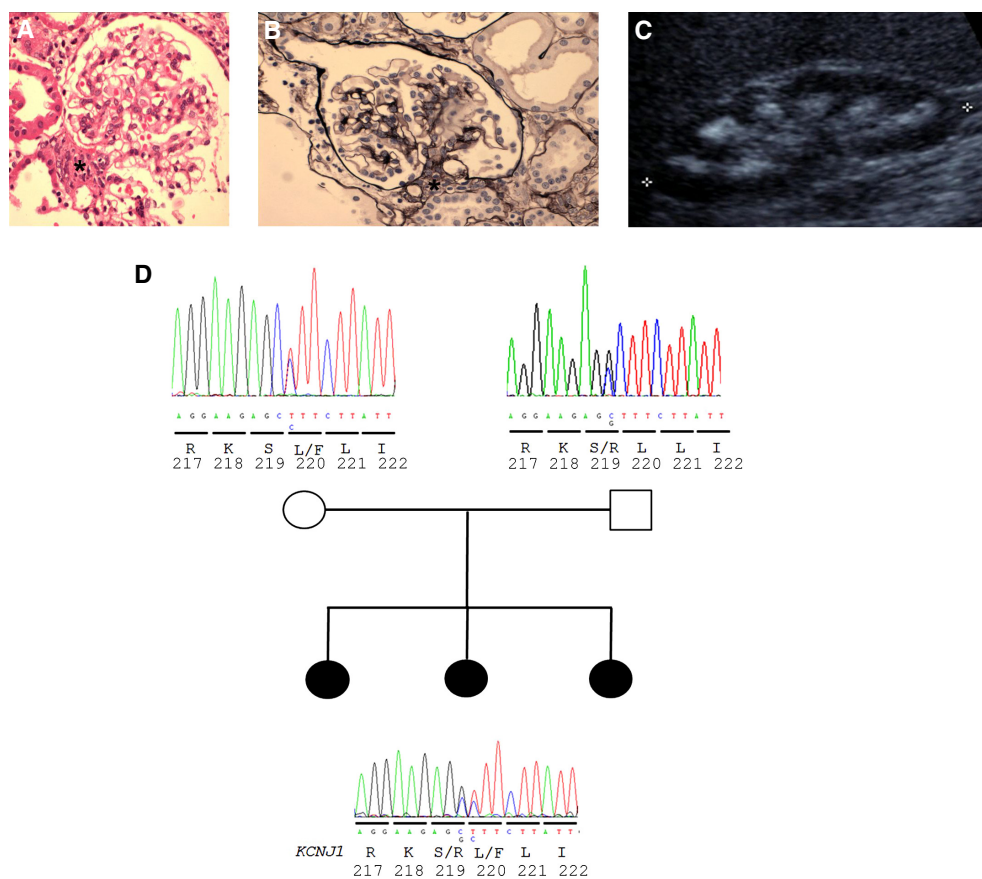 A
B
C
*
*
D
A G G A A G A G C T T T C T T A T T
C
R K S L/F L I
217 218 219 220 221 222
A G G A A G A G C T T T C T T A T T
G
R K S/R L L I
217 218 219 220 221 222
A G G A A G A G C T T T C T T A T T
G C
KCNJ1 R K S/R L/F L I
217 218 219 220 221 222